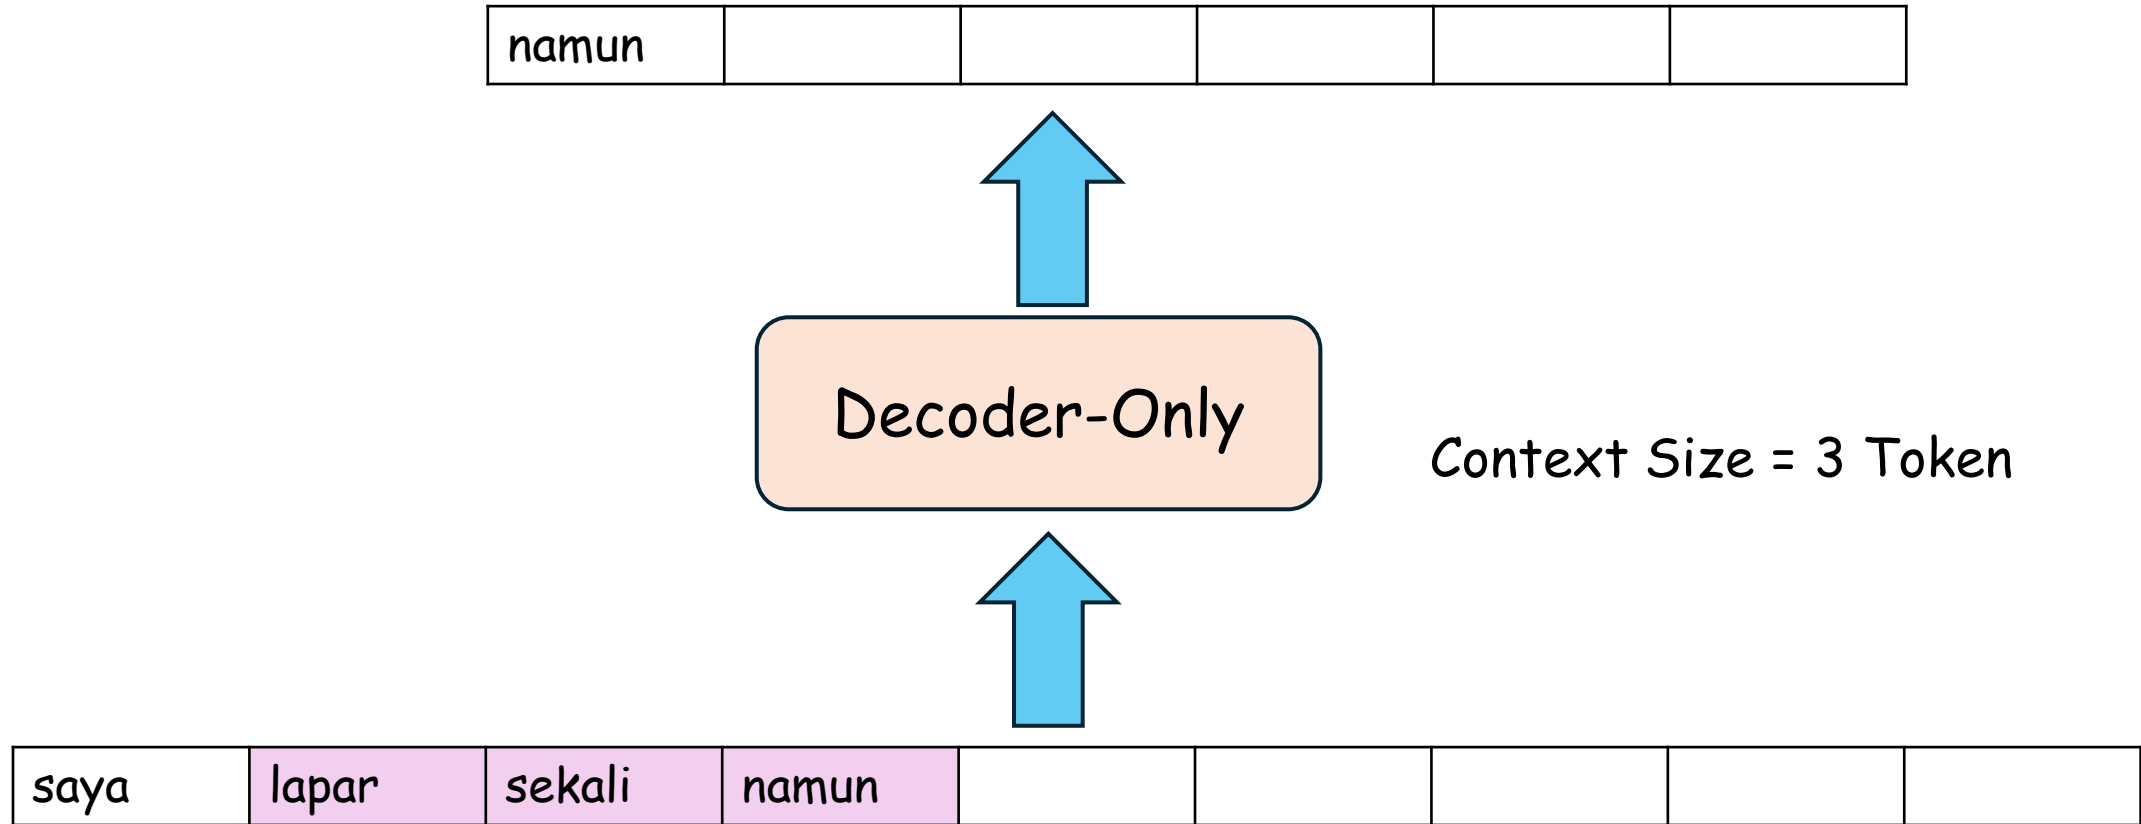 namun
Decoder-Only
Context Size = 3 Token
saya lapar sekali namun